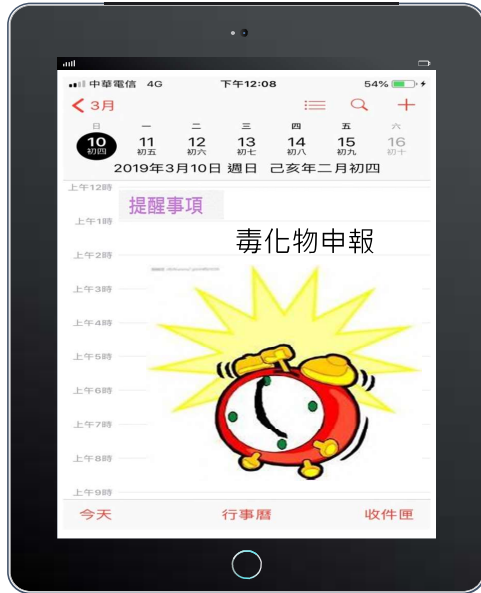 中華電信 4G 下午12:08 54%
3月
日 一 二 三 四 五 六
10 11 12 13 14 15 16
初四 初五 初六 初七 初八 初九 初十
2019年3月10日 週日 己亥年二月初四
上午12時
提醒事項
上午1時
毒化物申報
上午2時
上午3時
上午4時
上午5時
上午6時
上午7時
上午8時
上午9時
今天 行事曆 收件匣